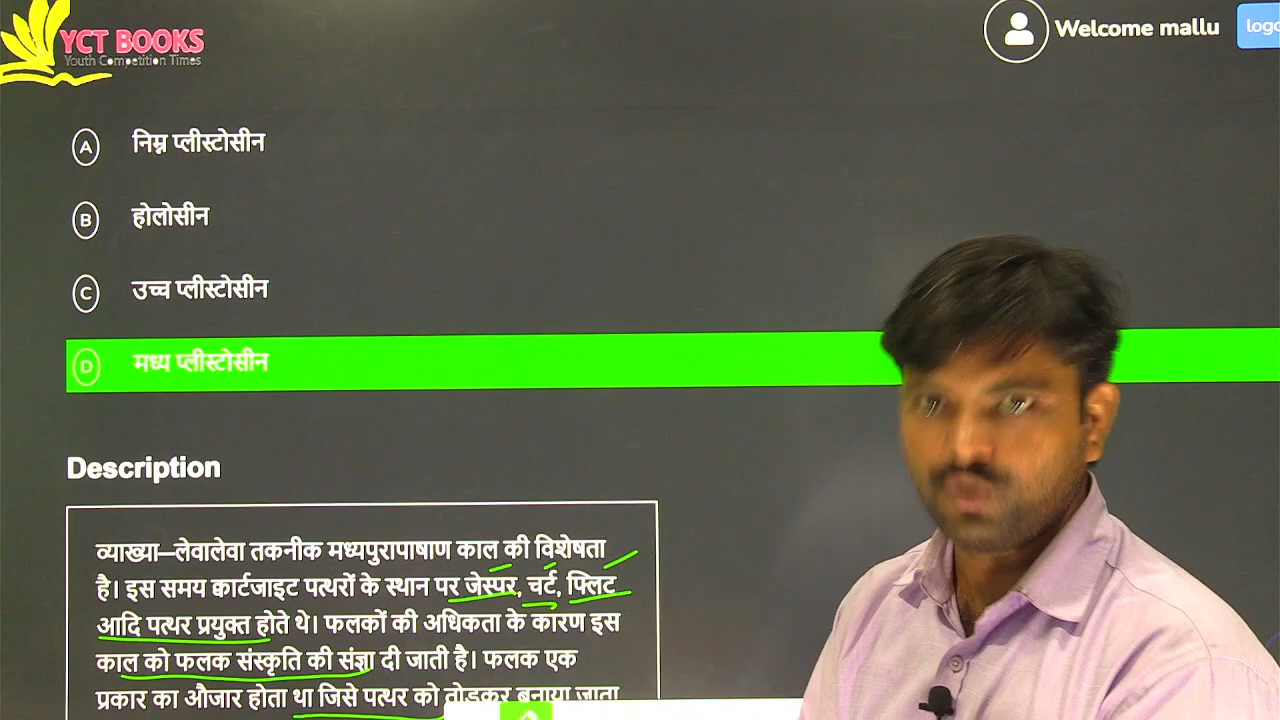 YCT BOOKS
Youth Competition Times
Welcome mallu
A निम्न प्लीस्टोसीन
B होलोसीन
C उच्च प्लीस्टोसीन
D मध्य प्लीस्टोसीन
Description
व्याख्या–लेवालेवा तकनीक मध्यपुरापाषाण काल की विशेषता
है। इस समय क्वार्टजाइट पत्थरों के स्थान पर जेस्पर, चर्ट, फ्लिट
आदि पत्थर प्रयुक्त होते थे। फलकों की अधिकता के कारण इस
काल को फलक संस्कृति की संज्ञा दी जाती है। फलक एक
प्रकार का औजार होता था जिसे पत्थर को तोड़कर बनाया जाता